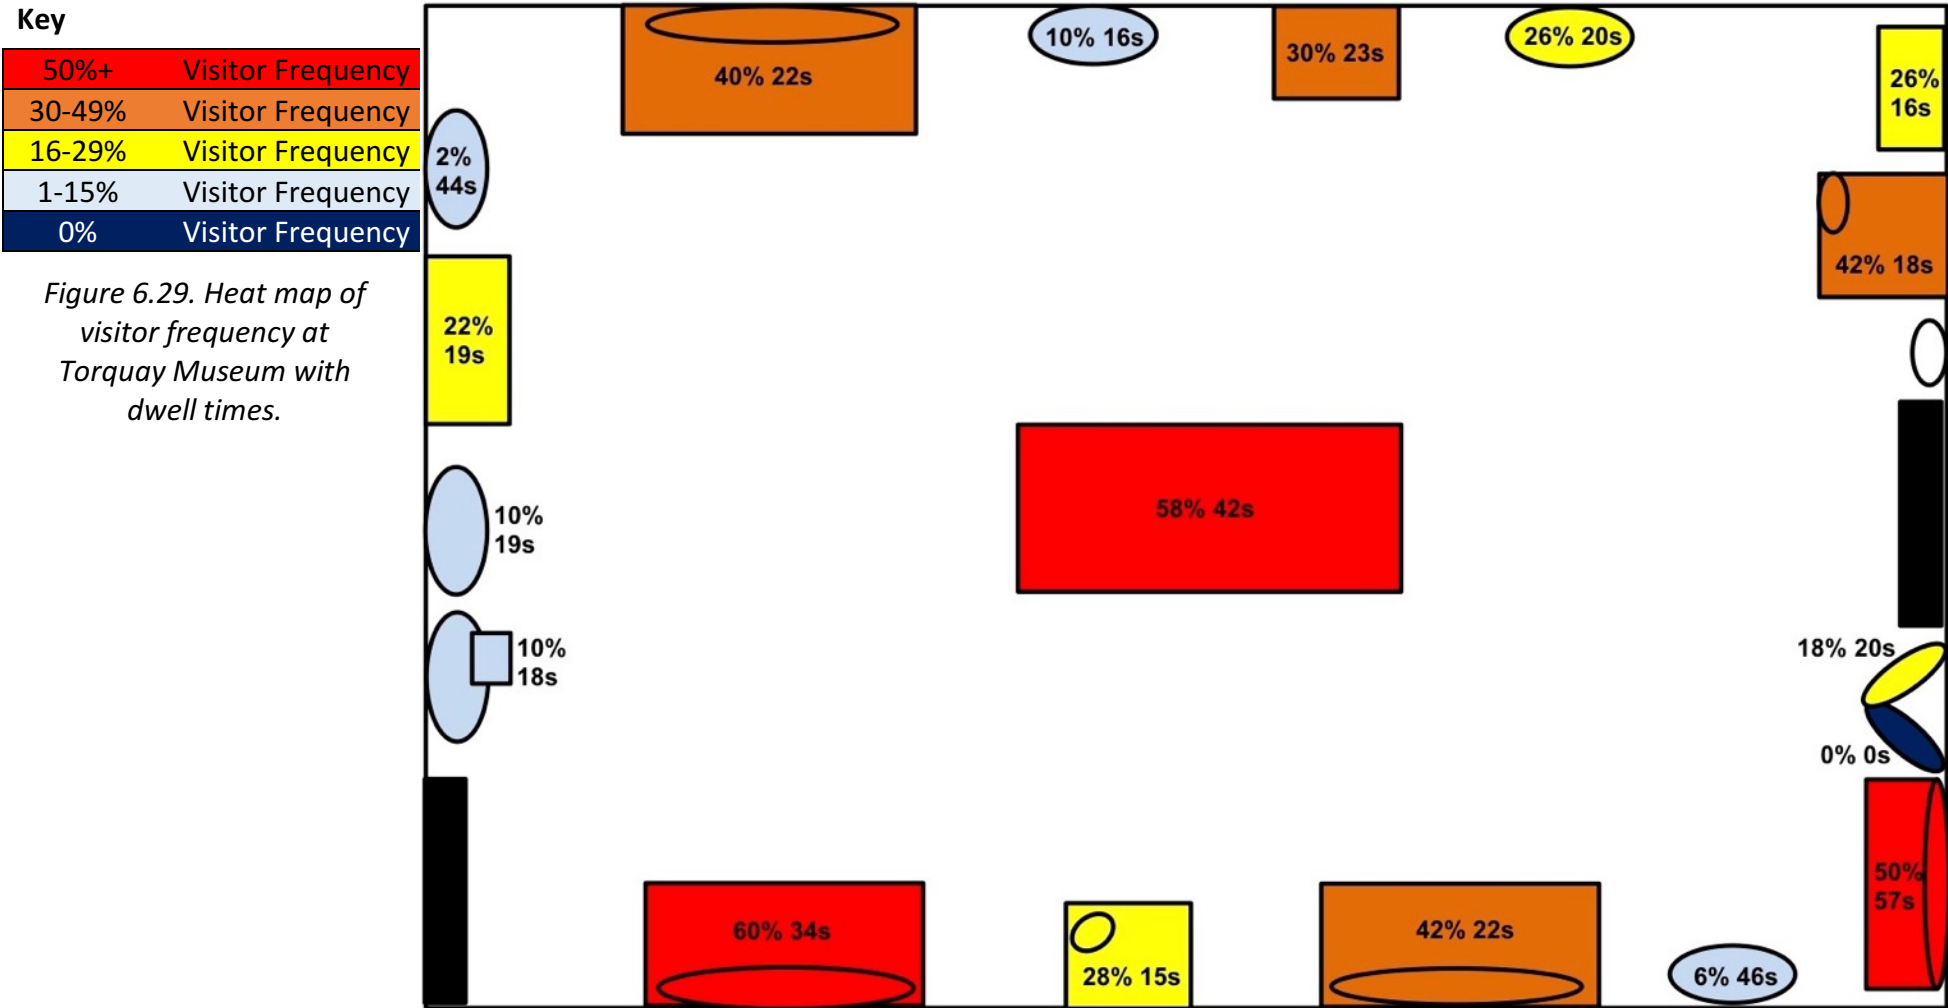 Key
50%+ Visitor Frequency
30-49% Visitor Frequency
16-29% Visitor Frequency
1-15% Visitor Frequency
0% Visitor Frequency
Figure 6.29. Heat map of
visitor frequency at
Torquay Museum with
dwell times.
40% 22s
10% 16s
30% 23s
26% 20s
26%
16s
2%
44s
42% 18s
22%
19s
58% 42s
10%
19s
10%
18s
18% 20s
0% 0s
50%
57s
60% 34s
28% 15s
42% 22s
6% 46s